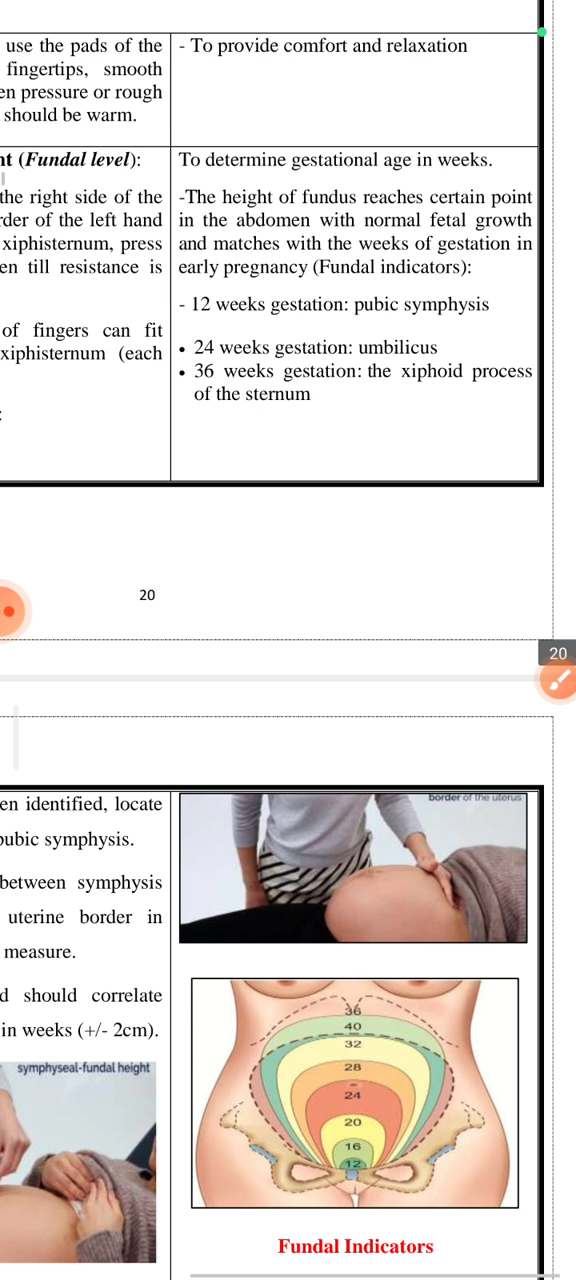 use the pads of the
fingertips, smooth
en pressure or rough
should be warm.
- To provide comfort and relaxation
nt (Fundal level):
the right side of the
rder of the left hand
xiphisternum, press
en till resistance is
of fingers can fit
xiphisternum (each
:
To determine gestational age in weeks.
-The height of fundus reaches certain point
in the abdomen with normal fetal growth
and matches with the weeks of gestation in
early pregnancy (Fundal indicators):
- 12 weeks gestation: pubic symphysis
• 24 weeks gestation: umbilicus
• 36 weeks gestation: the xiphoid process
of the sternum
20
20
en identified, locate
pubic symphysis.
between symphysis
uterine border in
measure.
d should correlate
in weeks (+/- 2cm).
symphyseal-fundal height
border of the uterus
36
40
32
28
24
20
16
12
Fundal Indicators